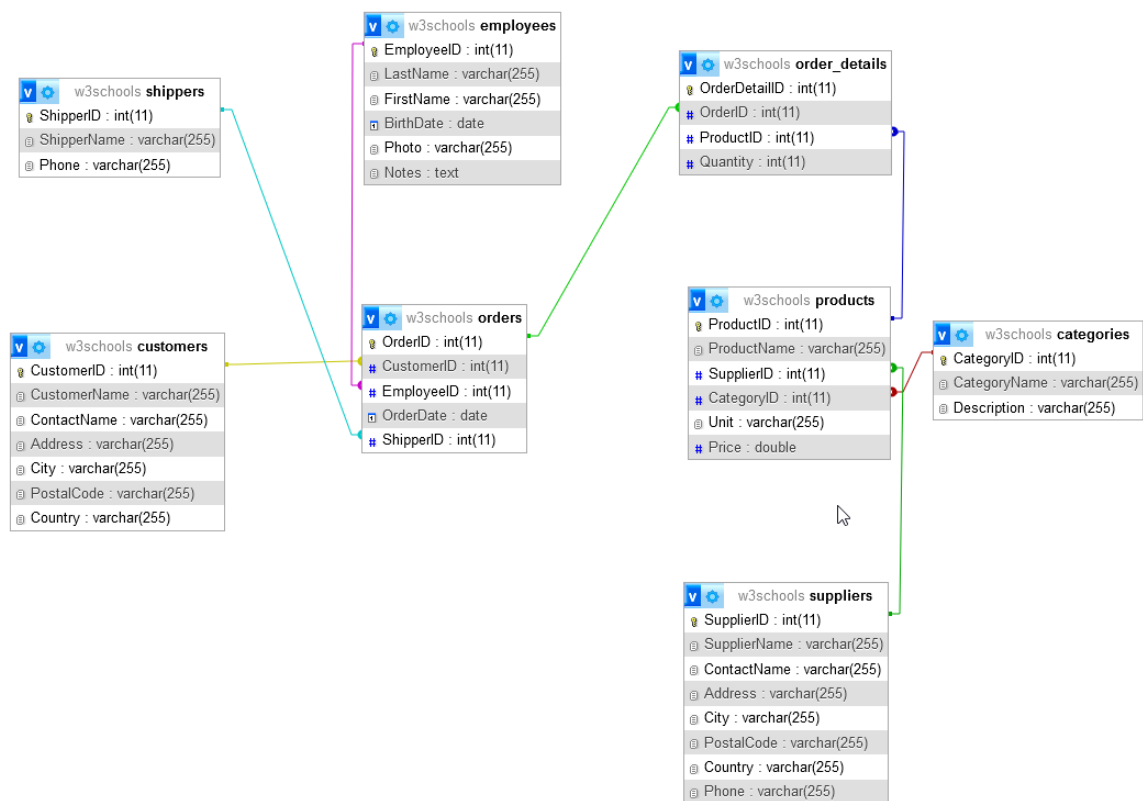 w3schools employees
EmployeeID : int(11)
LastName : varchar(255)
FirstName : varchar(255)
BirthDate : date
Photo : varchar(255)
Notes : text
w3schools order_details
OrderDetailID : int(11)
OrderID : int(11)
ProductID : int(11)
Quantity : int(11)
w3schools shippers
ShipperID : int(11)
ShipperName : varchar(255)
Phone : varchar(255)
w3schools customers
CustomerID : int(11)
CustomerName : varchar(255)
ContactName : varchar(255)
Address : varchar(255)
City : varchar(255)
PostalCode : varchar(255)
Country : varchar(255)
w3schools orders
OrderID : int(11)
CustomerID : int(11)
EmployeeID : int(11)
OrderDate : date
ShipperID : int(11)
w3schools products
ProductID : int(11)
ProductName : varchar(255)
SupplierID : int(11)
CategoryID : int(11)
Unit : varchar(255)
Price : double
w3schools categories
CategoryID : int(11)
CategoryName : varchar(255)
Description : varchar(255)
w3schools suppliers
SupplierID : int(11)
SupplierName : varchar(255)
ContactName : varchar(255)
Address : varchar(255)
City : varchar(255)
PostalCode : varchar(255)
Country : varchar(255)
Phone : varchar(255)